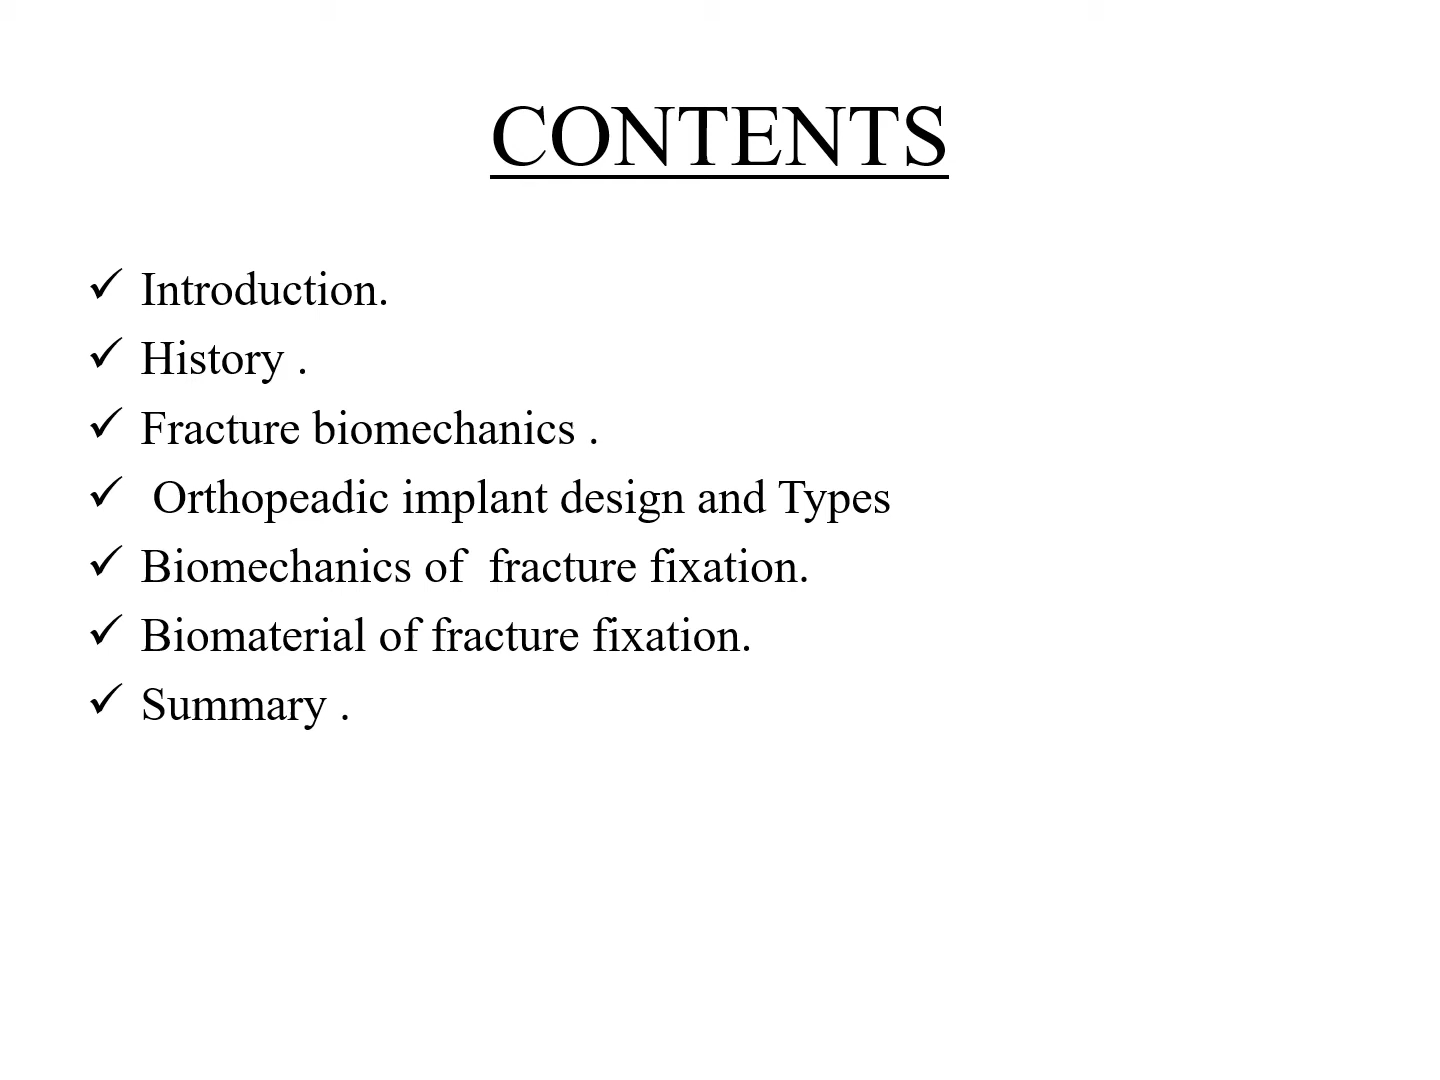 CONTENTS
✓ Introduction.
✓ History .
✓ Fracture biomechanics .
✓ Orthopeadic implant design and Types
✓ Biomechanics of  fracture fixation.
✓ Biomaterial of fracture fixation.
✓ Summary .